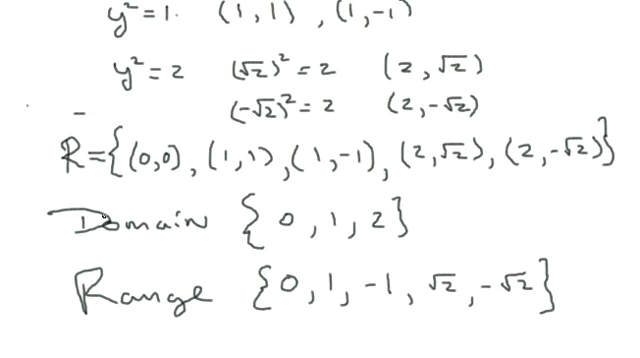 y² = 1. (1, 1), (1, -1)
y² = 2 (√2)² = 2 (2, √2)
(-√2)² = 2 (2, -√2)
R = {(0,0), (1,1), (1,-1), (2,√2), (2,-√2)}
Domain {0, 1, 2}
Range {0, 1, -1, √2, -√2}